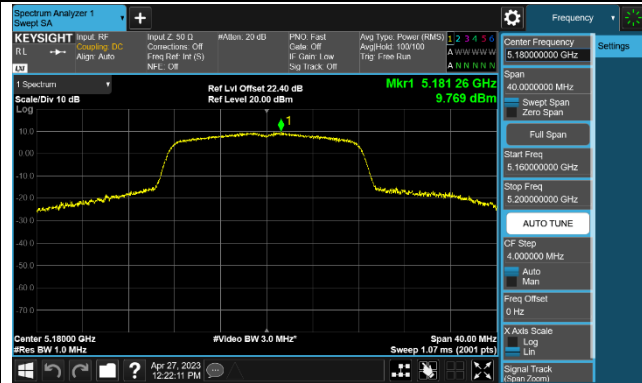 Spectrum Analyzer 1
Swept SA
Frequency
KEYSIGHT
RL
LXI
Input: RF
Coupling: DC
Align: Auto
Input Z: 50 Ω
Corrections: Off
Freq Ref: Int (S)
NFE: Off
#Atten: 20 dB
PNO: Fast
Gate: Off
IF Gain: Low
Sig Track: Off
Avg Type: Power (RMS)
Avg|Hold: 100/100
Trig: Free Run
1 2 3 4 5 6
A W W W W W
A N N N N N
1 Spectrum
Scale/Div 10 dB
Ref Lvl Offset 22.40 dB
Ref Level 20.00 dBm
Mkr1 5.181 26 GHz
9.769 dBm
Log
1
10.0
0.00
-10.0
-20.0
-30.0
-40.0
-50.0
-60.0
-70.0
Center 5.18000 GHz
#Res BW 1.0 MHz
#Video BW 3.0 MHz*
Span 40.00 MHz
Sweep 1.07 ms (2001 pts)
Center Frequency
5.180000000 GHz
Settings
Span
40.0000000 MHz
Swept Span
Zero Span
Full Span
Start Freq
5.160000000 GHz
Stop Freq
5.200000000 GHz
AUTO TUNE
CF Step
4.000000 MHz
Auto
Man
Freq Offset
0 Hz
X Axis Scale
Log
Lin
Signal Track
(Span Zoom)
?
Apr 27, 2023
12:22:11 PM